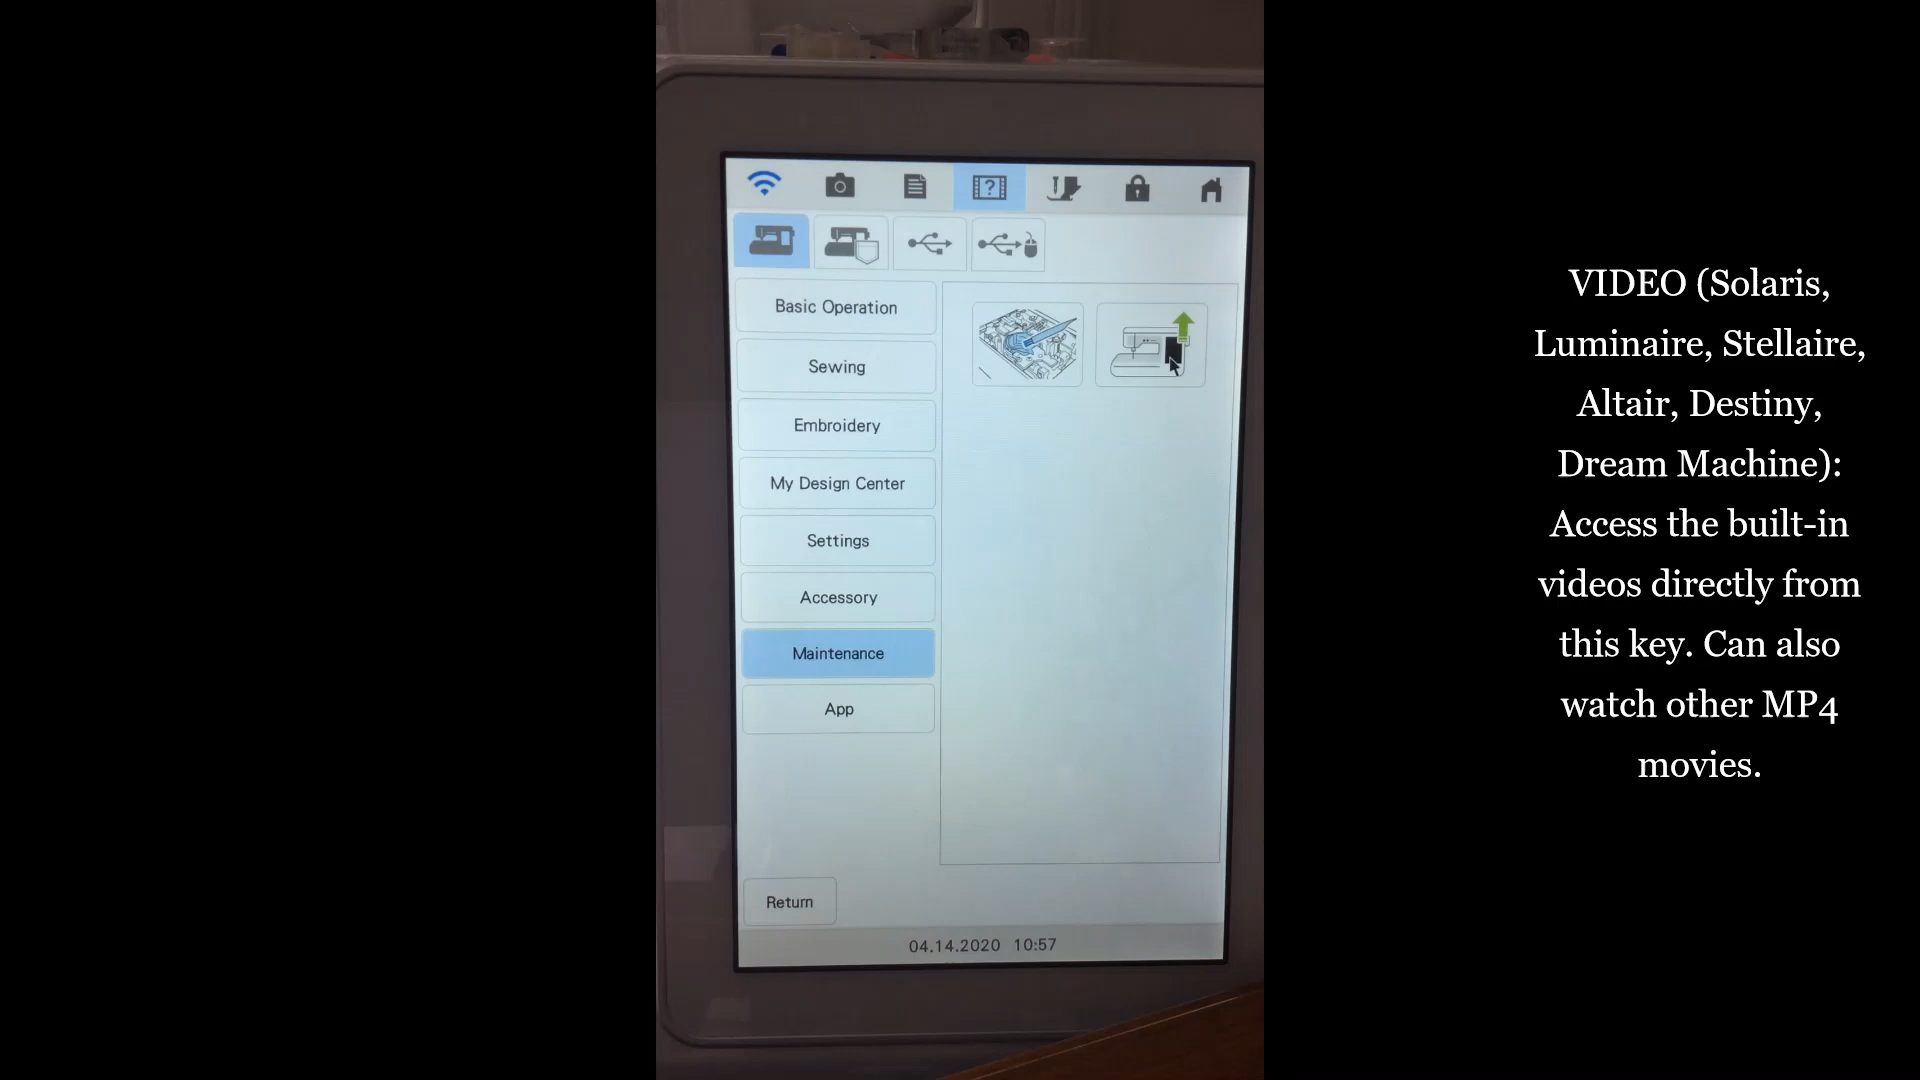 Basic Operation
Sewing
Embroidery
My Design Center
Settings
Accessory
Maintenance
App
Return
04.14.2020 10:57
VIDEO (Solaris,
Luminaire, Stellaire,
Altair, Destiny,
Dream Machine):
Access the built-in
videos directly from
this key. Can also
watch other MP4
movies.